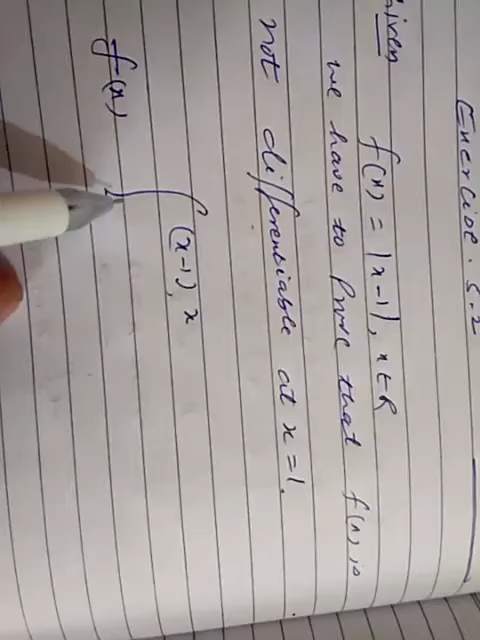 Exercise. 5.2
Given f(x) = |x-1|, x ∈ R
we have to Prove that f(x) is
not differentiable at x = 1.
f(x) { (x-1), x